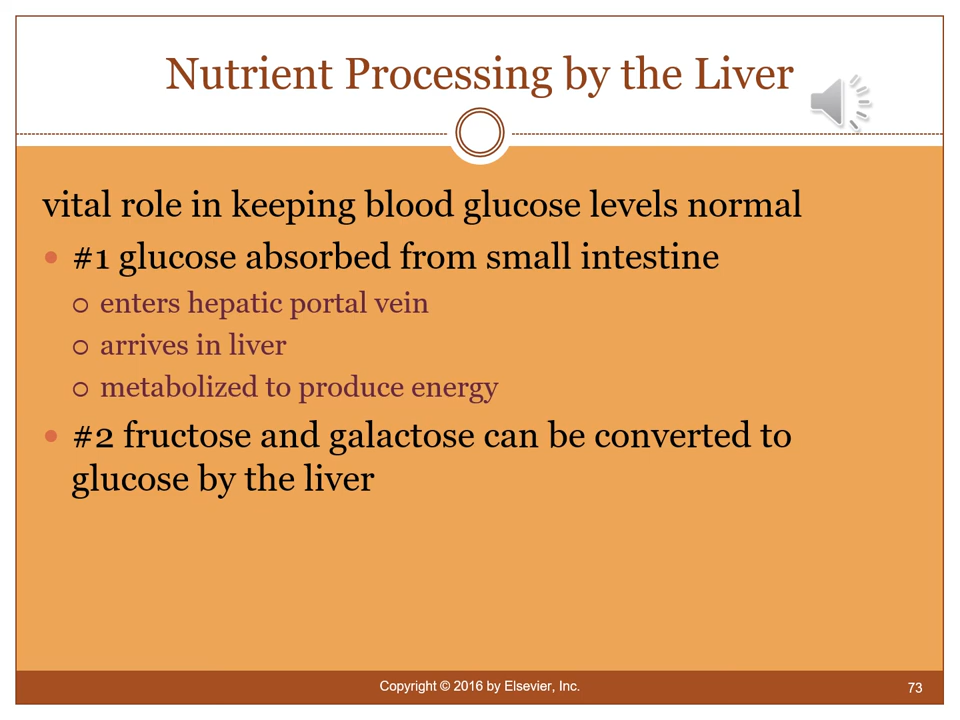 Nutrient Processing by the Liver
vital role in keeping blood glucose levels normal
#1 glucose absorbed from small intestine
enters hepatic portal vein
arrives in liver
metabolized to produce energy
#2 fructose and galactose can be converted to
glucose by the liver
Copyright © 2016 by Elsevier, Inc.
73